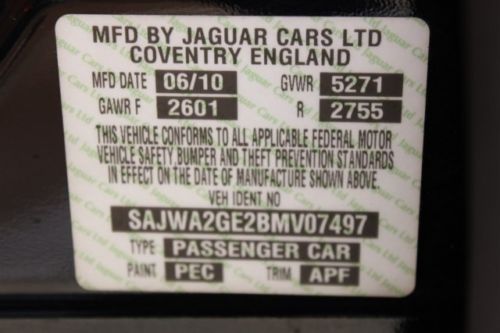 MFD BY JAGUAR CARS LTD
COVENTRY ENGLAND
MFD DATE 06/10 GVWR 5271
GAWR F 2601 R 2755
THIS VEHICLE CONFORMS TO ALL APPLICABLE FEDERAL MOTOR
VEHICLE SAFETY,BUMPER AND THEFT PREVENTION STANDARDS
IN EFFECT ON THE DATE OF MANUFACTURE SHOWN ABOVE.
VEH IDENT NO
SAJWA2GE2BMV07497
TYPE PASSENGER CAR
PAINT PEC TRIM APF